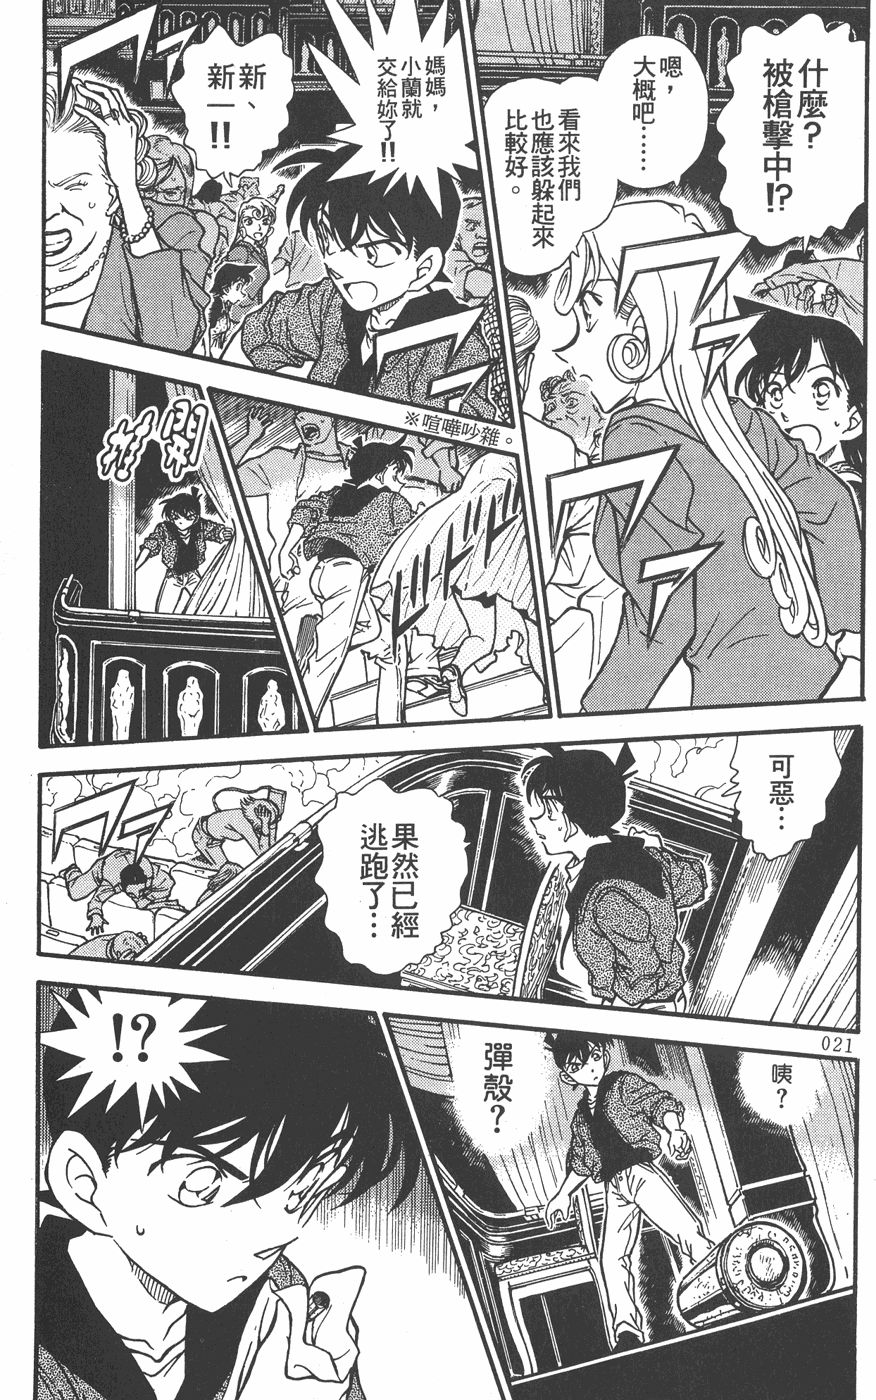 什麼?
被槍擊中!?
嗯，
大概吧……
看來我們
也應該躲起來
比較好。
媽媽，
小蘭就
交給妳了!!
新、
新一!!
※喧嘩吵雜。
推開
可惡…
果然已經
逃跑了…
021
咦?
彈殼?
!?